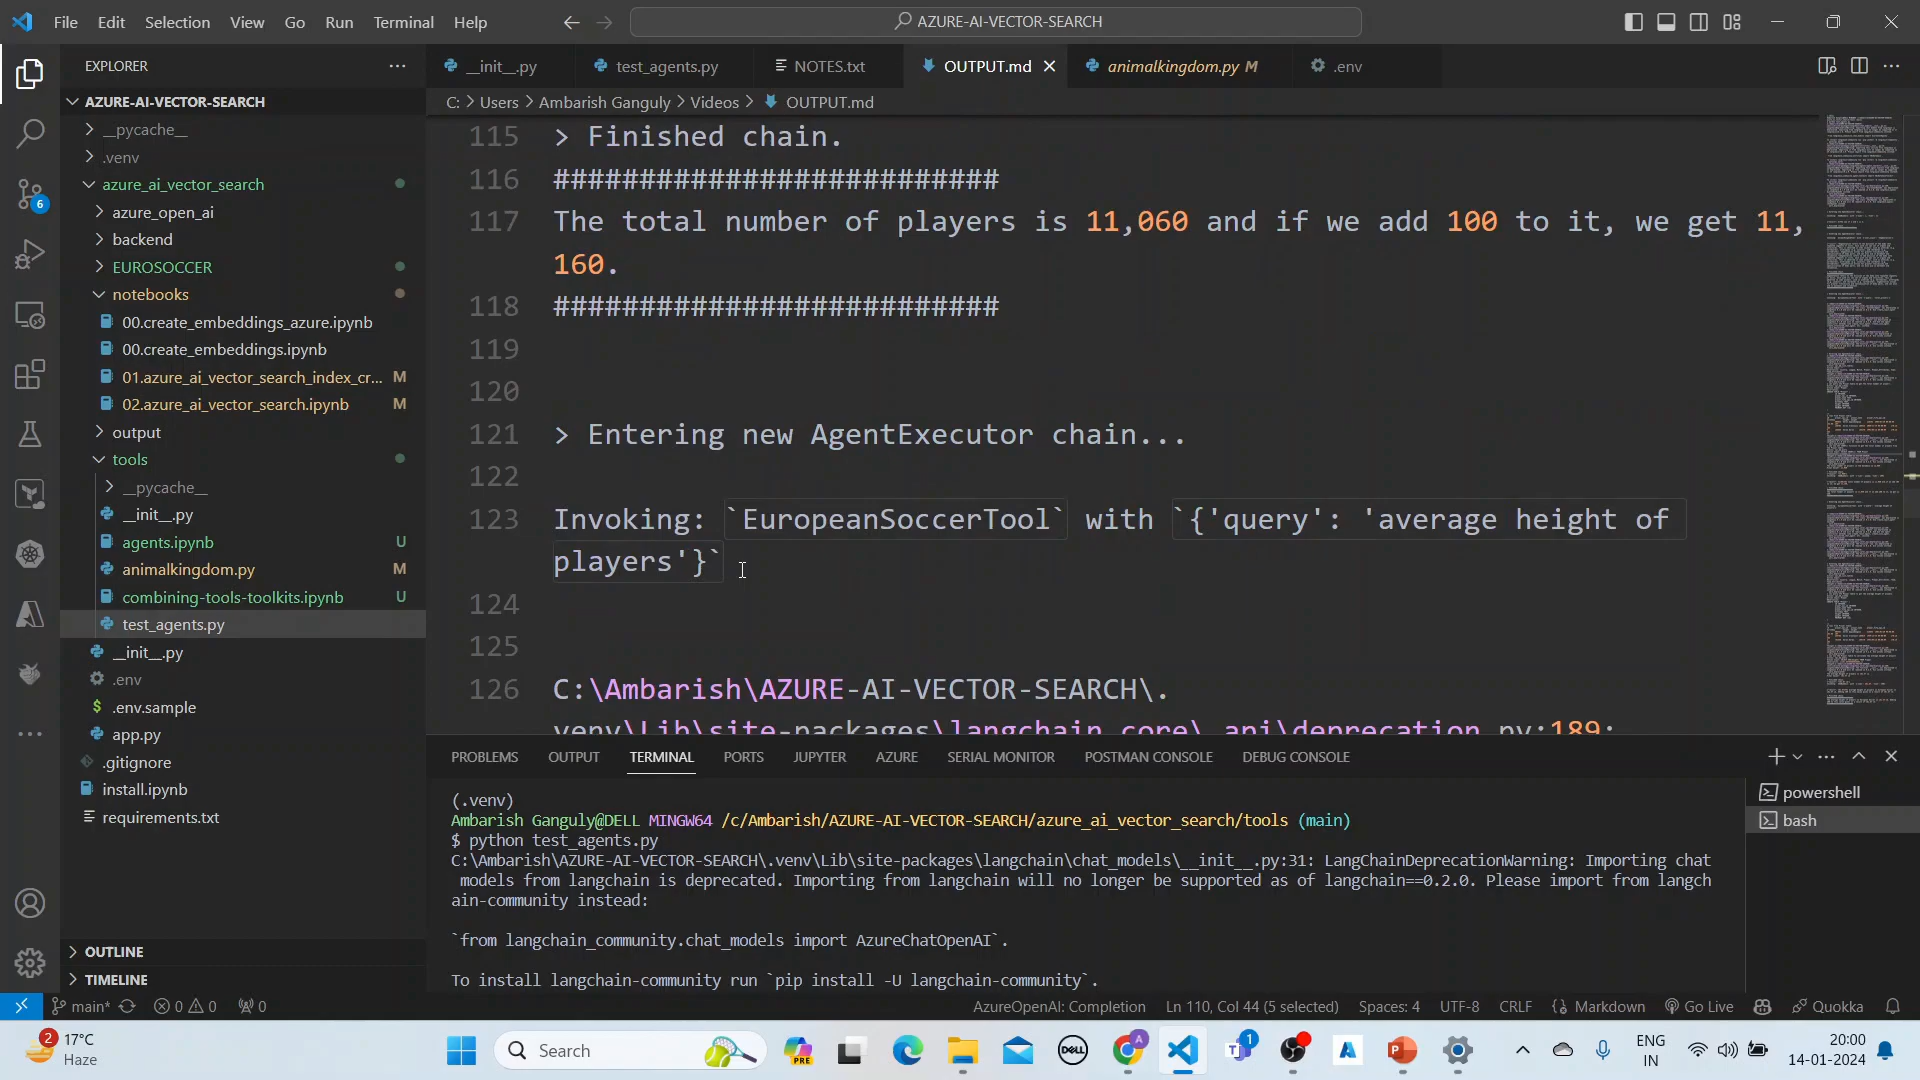 File Edit Selection View Go Run Terminal Help
AZURE-AI-VECTOR-SEARCH
EXPLORER
AZURE-AI-VECTOR-SEARCH
__pycache__
.venv
azure_ai_vector_search
azure_open_ai
backend
EUROSOCCER
notebooks
00.create_embeddings_azure.ipynb
00.create_embeddings.ipynb
01.azure_ai_vector_search_index_cr... M
02.azure_ai_vector_search.ipynb M
output
tools
__pycache__
__init__.py
agents.ipynb U
animalkingdom.py M
combining-tools-toolkits.ipynb U
test_agents.py
__init__.py
.env
.env.sample
app.py
.gitignore
install.ipynb
requirements.txt
OUTLINE
TIMELINE
6
__init__.py test_agents.py NOTES.txt OUTPUT.md animalkingdom.py M .env
C: > Users > Ambarish Ganguly > Videos > OUTPUT.md
115 > Finished chain.
116 ##########################
117 The total number of players is 11,060 and if we add 100 to it, we get 11,
160.
118 ##########################
119
120
121 > Entering new AgentExecutor chain...
122
123 Invoking: `EuropeanSoccerTool` with `{'query': 'average height of
players'}`
124
125
126 C:\Ambarish\AZURE-AI-VECTOR-SEARCH\.
venv\Lib\site-packages\langchain_core\_api\deprecation.py:189:
PROBLEMS OUTPUT TERMINAL PORTS JUPYTER AZURE SERIAL MONITOR POSTMAN CONSOLE DEBUG CONSOLE
powershell
bash
(.venv)
Ambarish Ganguly@DELL MINGW64 /c/Ambarish/AZURE-AI-VECTOR-SEARCH/azure_ai_vector_search/tools (main)
$ python test_agents.py
C:\Ambarish\AZURE-AI-VECTOR-SEARCH\.venv\Lib\site-packages\langchain\chat_models\__init__.py:31: LangChainDeprecationWarning: Importing chat
models from langchain is deprecated. Importing from langchain will no longer be supported as of langchain==0.2.0. Please import from langch
ain-community instead:
`from langchain_community.chat_models import AzureChatOpenAI`.
To install langchain-community run `pip install -U langchain-community`.
main* 0 0 0 AzureOpenAI: Completion Ln 110, Col 44 (5 selected) Spaces: 4 UTF-8 CRLF Markdown Go Live Quokka
2 17°C
Haze
Search
PRE
DELL
A
1
ENG
IN
20:00
14-01-2024